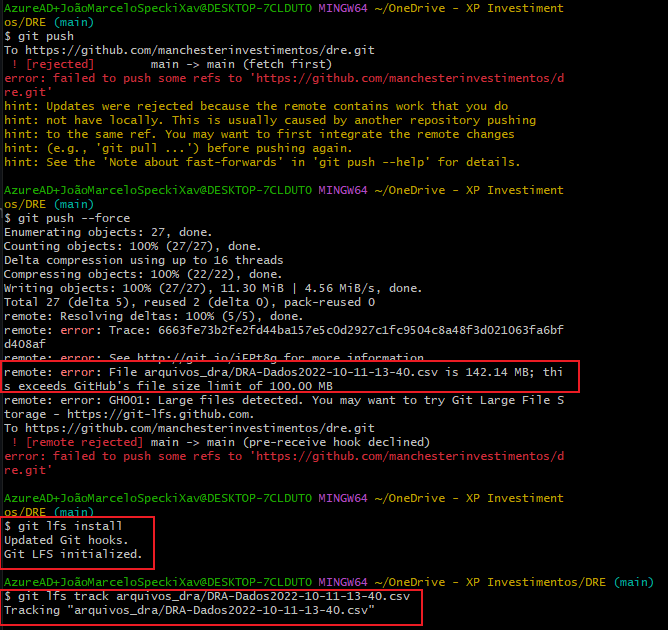 AzureAD+JoãoMarceloSpeckiXav@DESKTOP-7CLDUT0 MINGW64 ~/OneDrive - XP Investiment
os/DRE (main)
$ git push
To https://github.com/manchesterinvestimentos/dre.git
 ! [rejected]        main -> main (fetch first)
error: failed to push some refs to 'https://github.com/manchesterinvestimentos/d
re.git'
hint: Updates were rejected because the remote contains work that you do
hint: not have locally. This is usually caused by another repository pushing
hint: to the same ref. You may want to first integrate the remote changes
hint: (e.g., 'git pull ...') before pushing again.
hint: See the 'Note about fast-forwards' in 'git push --help' for details.
AzureAD+JoãoMarceloSpeckiXav@DESKTOP-7CLDUT0 MINGW64 ~/OneDrive - XP Investiment
os/DRE (main)
$ git push --force
Enumerating objects: 27, done.
Counting objects: 100% (27/27), done.
Delta compression using up to 16 threads
Compressing objects: 100% (22/22), done.
Writing objects: 100% (27/27), 11.30 MiB | 4.56 MiB/s, done.
Total 27 (delta 5), reused 2 (delta 0), pack-reused 0
remote: Resolving deltas: 100% (5/5), done.
remote: error: Trace: 6663fe73b2fe2fd44ba157e5c0d2927c1fc9504c8a48f3d021063fa6bf
d408af
remote: error: See http://git.io/iEPt8g for more information.
remote: error: File arquivos_dra/DRA-Dados2022-10-11-13-40.csv is 142.14 MB; thi
s exceeds GitHub's file size limit of 100.00 MB
remote: error: GH001: Large files detected. You may want to try Git Large File S
torage - https://git-lfs.github.com.
To https://github.com/manchesterinvestimentos/dre.git
 ! [remote rejected] main -> main (pre-receive hook declined)
error: failed to push some refs to 'https://github.com/manchesterinvestimentos/d
re.git'
AzureAD+JoãoMarceloSpeckiXav@DESKTOP-7CLDUT0 MINGW64 ~/OneDrive - XP Investiment
os/DRE (main)
$ git lfs install
Updated Git hooks.
Git LFS initialized.
AzureAD+JoãoMarceloSpeckiXav@DESKTOP-7CLDUT0 MINGW64 ~/OneDrive - XP Investimentos/DRE (main)
$ git lfs track arquivos_dra/DRA-Dados2022-10-11-13-40.csv
Tracking "arquivos_dra/DRA-Dados2022-10-11-13-40.csv"